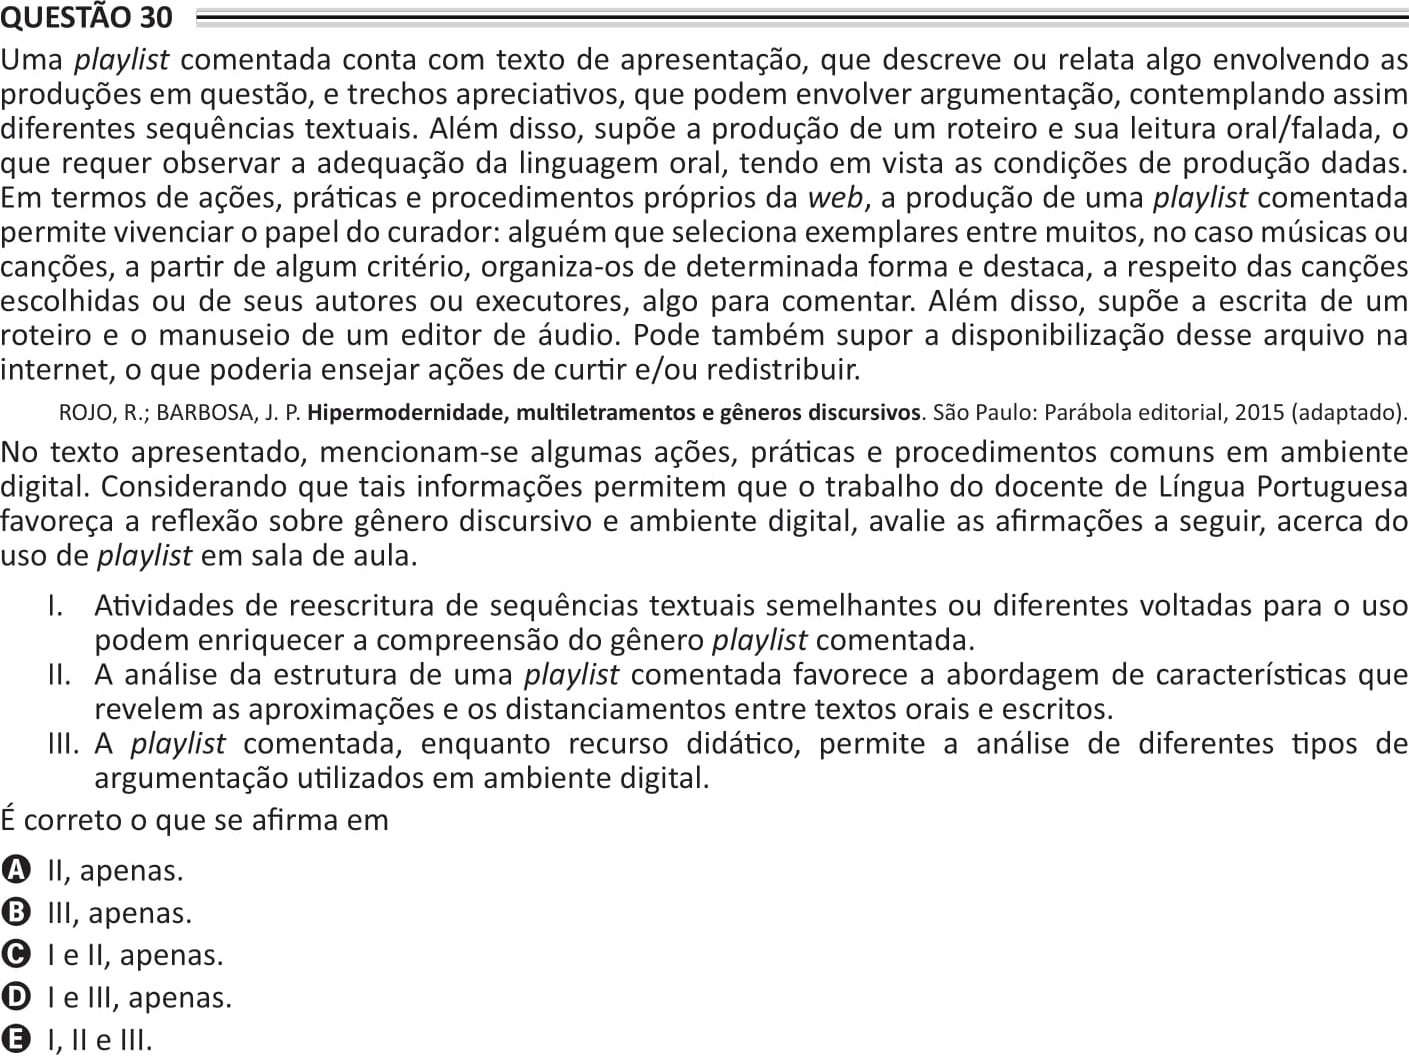 QUESTÃO 30
Uma playlist comentada conta com texto de apresentação, que descreve ou relata algo envolvendo as
produções em questão, e trechos apreciativos, que podem envolver argumentação, contemplando assim
diferentes sequências textuais. Além disso, supõe a produção de um roteiro e sua leitura oral/falada, o
que requer observar a adequação da linguagem oral, tendo em vista as condições de produção dadas.
Em termos de ações, práticas e procedimentos próprios da web, a produção de uma playlist comentada
permite vivenciar o papel do curador: alguém que seleciona exemplares entre muitos, no caso músicas ou
canções, a partir de algum critério, organiza-os de determinada forma e destaca, a respeito das canções
escolhidas ou de seus autores ou executores, algo para comentar. Além disso, supõe a escrita de um
roteiro e o manuseio de um editor de áudio. Pode também supor a disponibilização desse arquivo na
internet, o que poderia ensejar ações de curtir e/ou redistribuir.
ROJO, R.; BARBOSA, J. P. Hipermodernidade, multiletramentos e gêneros discursivos. São Paulo: Parábola editorial, 2015 (adaptado).
No texto apresentado, mencionam-se algumas ações, práticas e procedimentos comuns em ambiente
digital. Considerando que tais informações permitem que o trabalho do docente de Língua Portuguesa
favoreça a reflexão sobre gênero discursivo e ambiente digital, avalie as afirmações a seguir, acerca do
uso de playlist em sala de aula.
I. Atividades de reescritura de sequências textuais semelhantes ou diferentes voltadas para o uso
podem enriquecer a compreensão do gênero playlist comentada.
II. A análise da estrutura de uma playlist comentada favorece a abordagem de características que
revelem as aproximações e os distanciamentos entre textos orais e escritos.
III. A playlist comentada, enquanto recurso didático, permite a análise de diferentes tipos de
argumentação utilizados em ambiente digital.
É correto o que se afirma em
A II, apenas.
B III, apenas.
C I e II, apenas.
D I e III, apenas.
E I, II e III.